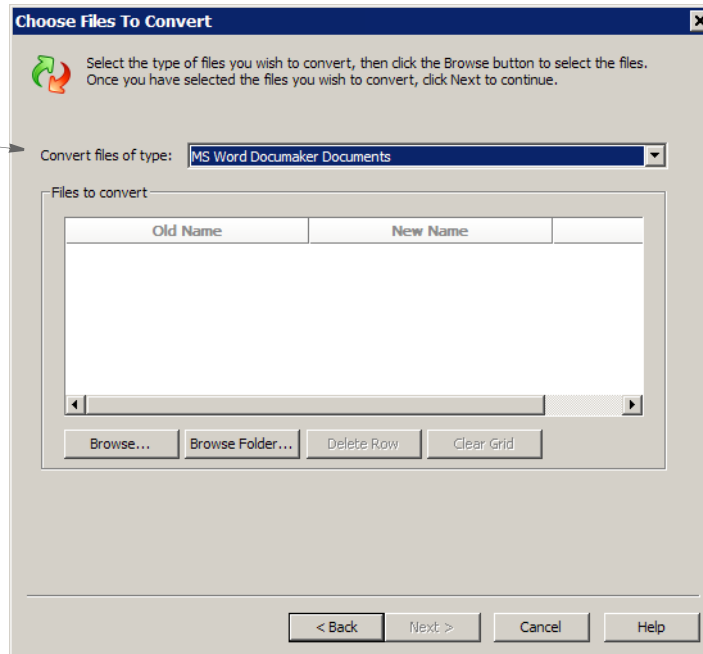 Choose Files To Convert
Select the type of files you wish to convert, then click the Browse button to select the files.
Once you have selected the files you wish to convert, click Next to continue.
Convert files of type: MS Word Documaker Documents
Files to convert
Old Name New Name
Browse... Browse Folder... Delete Row Clear Grid
< Back Next > Cancel Help